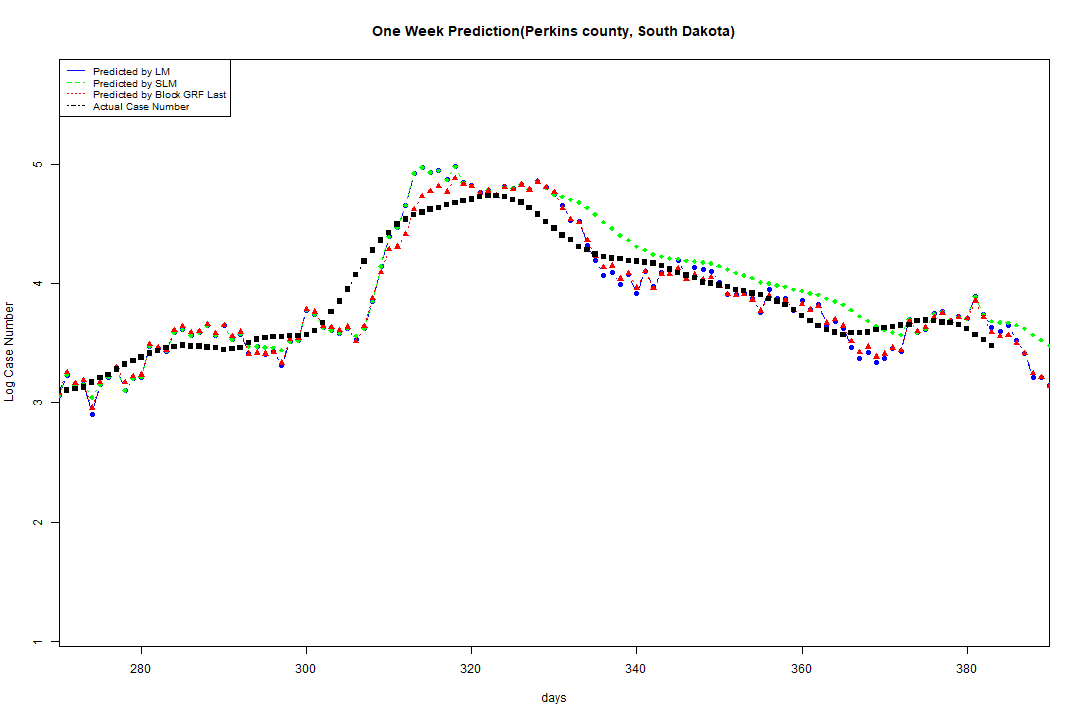 One Week Prediction(Perkins county, South Dakota)
Predicted by LM
Predicted by SLM
Predicted by Block GRF Last
Actual Case Number
5
4
3
2
1
Log Case Number
280 300 320 340 360 380
days